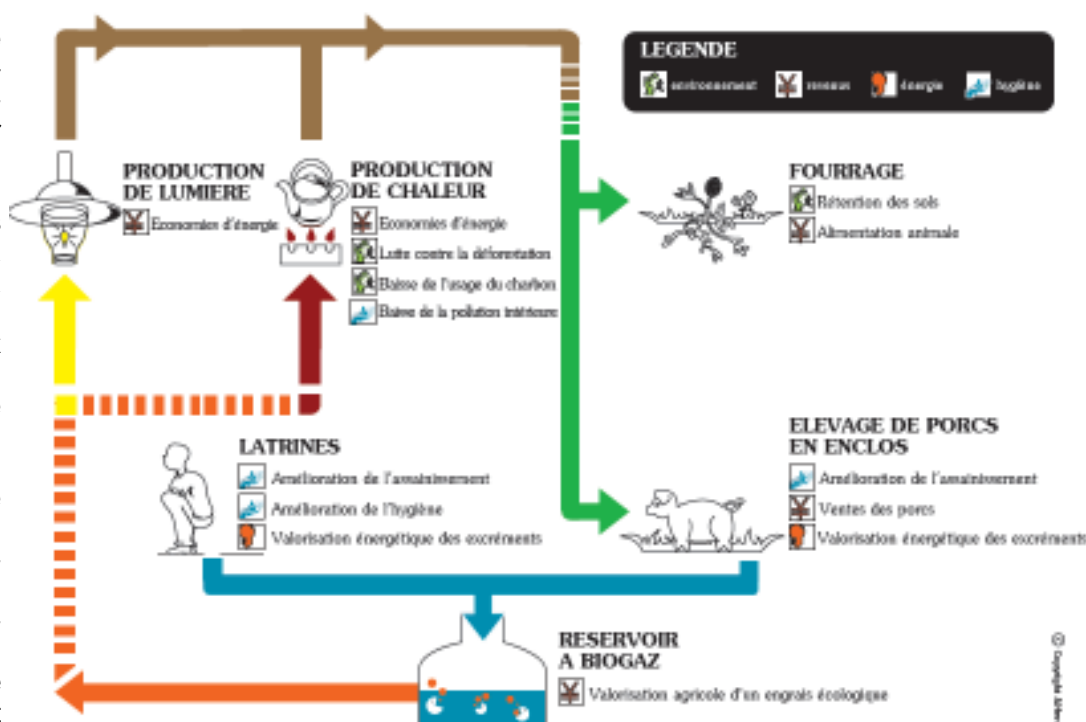 LEGENDE
environnement revenus énergie hygiène
PRODUCTION
DE LUMIERE
Economies d'énergie
PRODUCTION
DE CHALEUR
Economies d'énergie
Lutte contre la déforestation
Baisse de l'usage du charbon
Baisse de la pollution intérieure
FOURRAGE
Rétention des sols
Alimentation animale
LATRINES
Amélioration de l'assainissement
Amélioration de l'hygiène
Valorisation énergétique des excréments
ELEVAGE DE PORCS
EN ENCLOS
Amélioration de l'assainissement
Ventes des porcs
Valorisation énergétique des excréments
RESERVOIR
A BIOGAZ
Valorisation agricole d'un engrais écologique
© Copyright